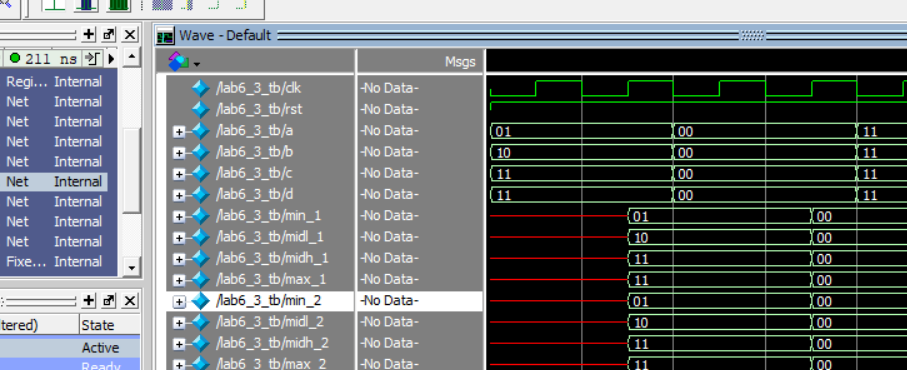 Wave - Default
211 ns
Msgs
Regi... Internal
Net Internal
Net Internal
Net Internal
Net Internal
Net Internal
Net Internal
Net Internal
Net Internal
Fixe... Internal
/lab6_3_tb/clk -No Data-
/lab6_3_tb/rst -No Data-
/lab6_3_tb/a -No Data- 01 00 11
/lab6_3_tb/b -No Data- 10 00 11
/lab6_3_tb/c -No Data- 11 00 11
/lab6_3_tb/d -No Data- 11 00 11
/lab6_3_tb/min_1 -No Data- 01 00
/lab6_3_tb/midl_1 -No Data- 10 00
/lab6_3_tb/midh_1 -No Data- 11 00
/lab6_3_tb/max_1 -No Data- 11 00
/lab6_3_tb/min_2 -No Data- 01 00
/lab6_3_tb/midl_2 -No Data- 10 00
/lab6_3_tb/midh_2 -No Data- 11 00
/lab6_3_tb/max_2 -No Data- 11 00
tered) State
Active
Ready